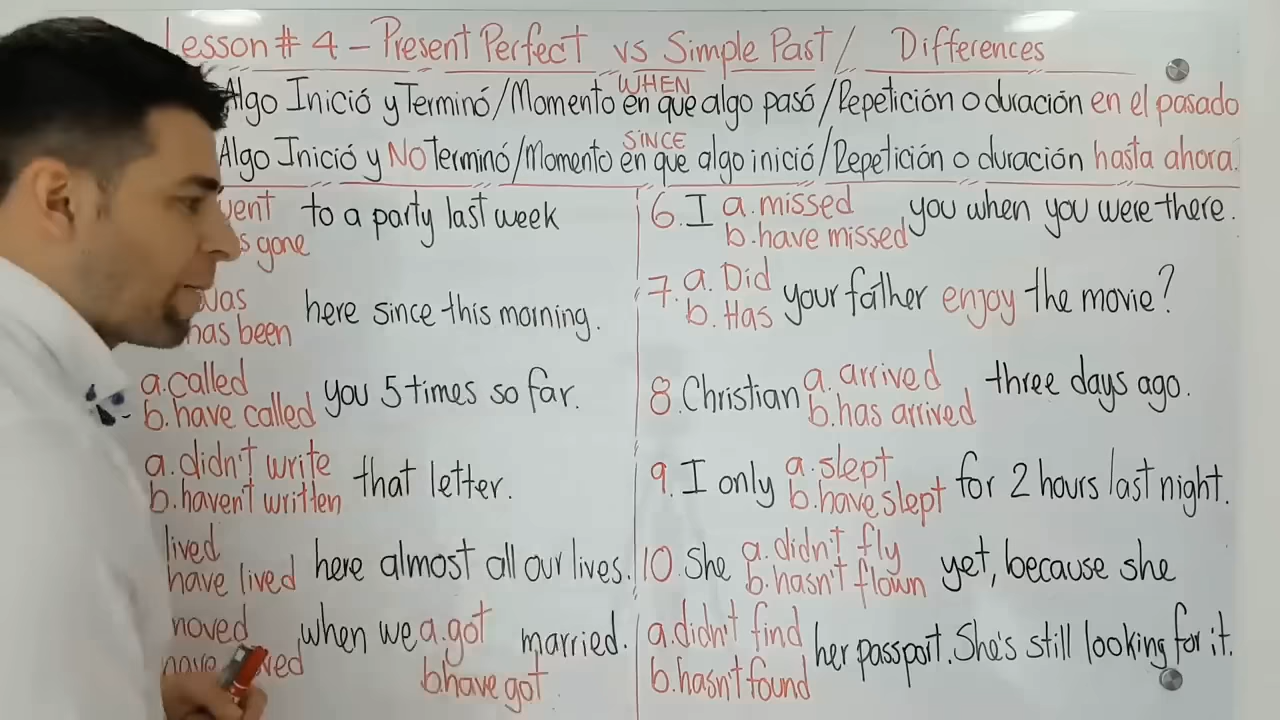 Lesson # 4 - Present Perfect vs Simple Past / Differences
WHEN
Algo Inició y Terminó/Momento en que algo pasó/Repetición o duración en el pasado
SINCE
Algo Inició y NO Terminó/Momento en que algo inició/Repetición o duración hasta ahora.
went to a party last week
gone
was here since this morning.
has been
a. called you 5 times so far.
b. have called
a. didn't write that letter.
b. haven't written
lived here almost all our lives.
have lived
moved when we a. got married.
b have got
6. I a. missed you when you were there.
b. have missed
7. a. Did your father enjoy the movie?
b. Has
8. Christian a. arrived three days ago.
b. has arrived
9. I only a. slept for 2 hours last night.
b. have slept
10. She a. didn't fly yet, because she
b. hasn't flown
a. didn't find her passport. She's still looking for it.
b. hasn't found